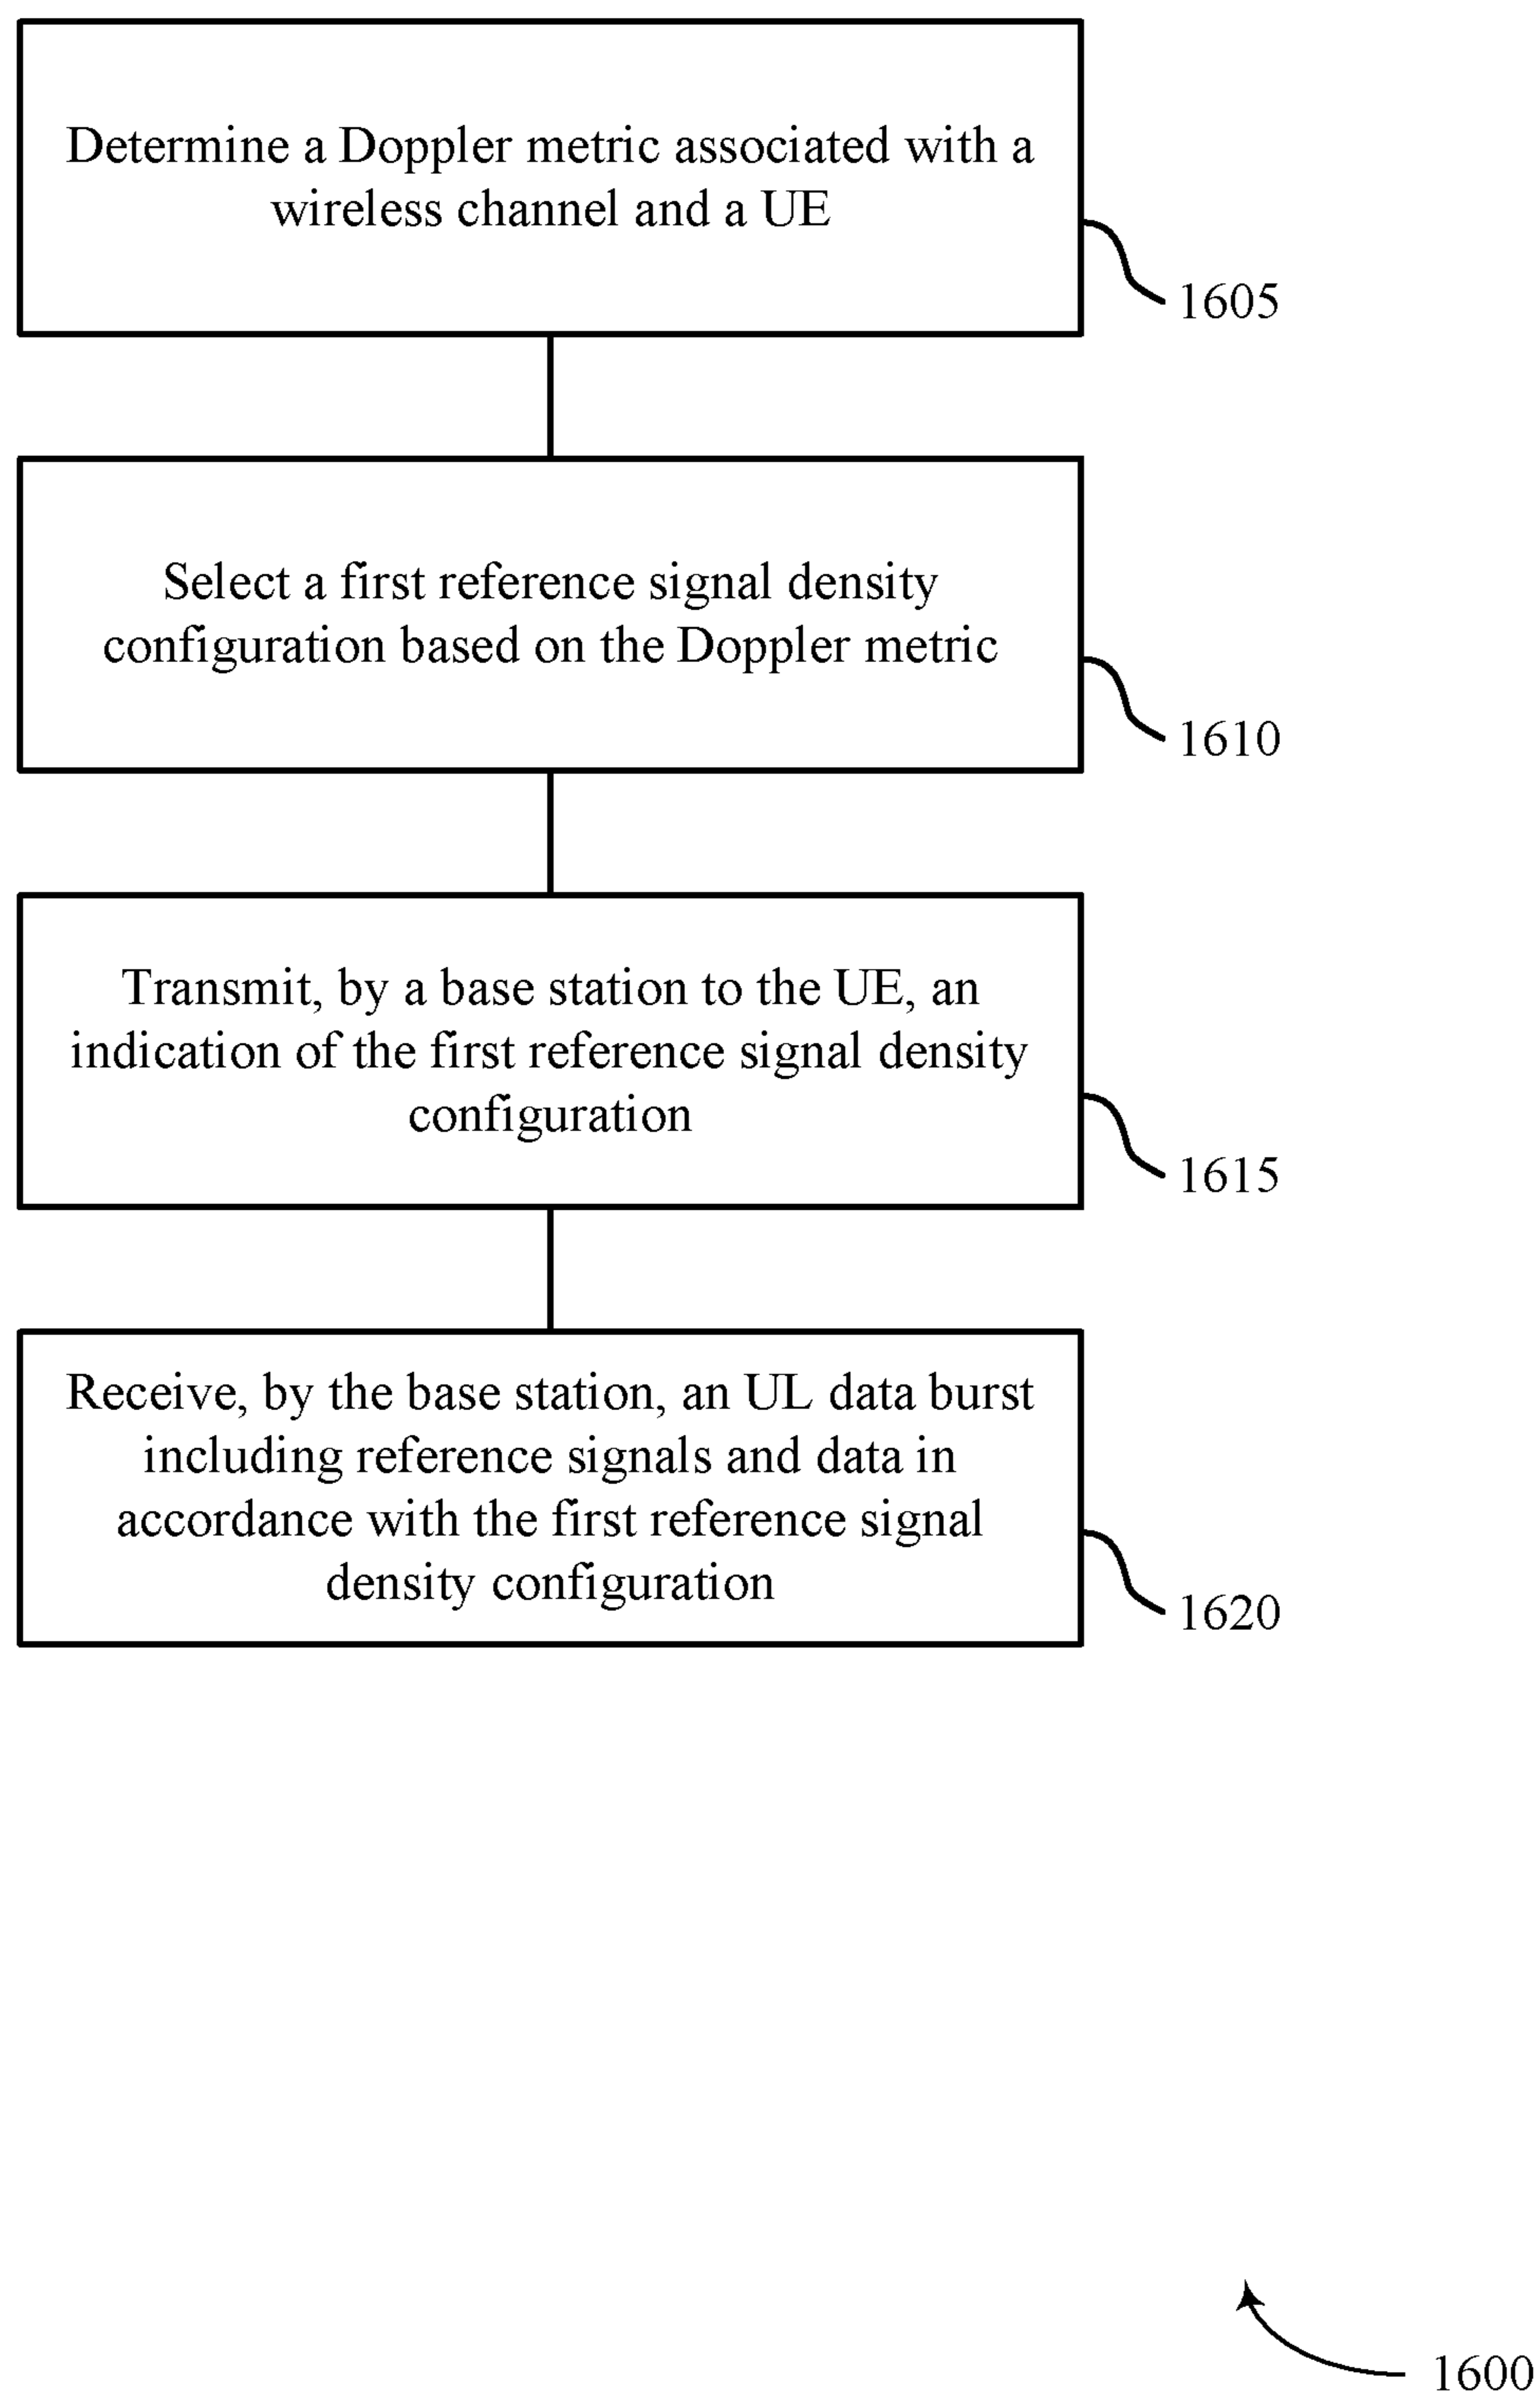 Determine a Doppler metric associated with a
wireless channel and a UE
1605
Select a first reference signal density
configuration based on the Doppler metric
1610
Transmit, by a base station to the UE, an
indication of the first reference signal density
configuration
1615
Receive, by the base station, an UL data burst
including reference signals and data in
accordance with the first reference signal
density configuration
1620
1600